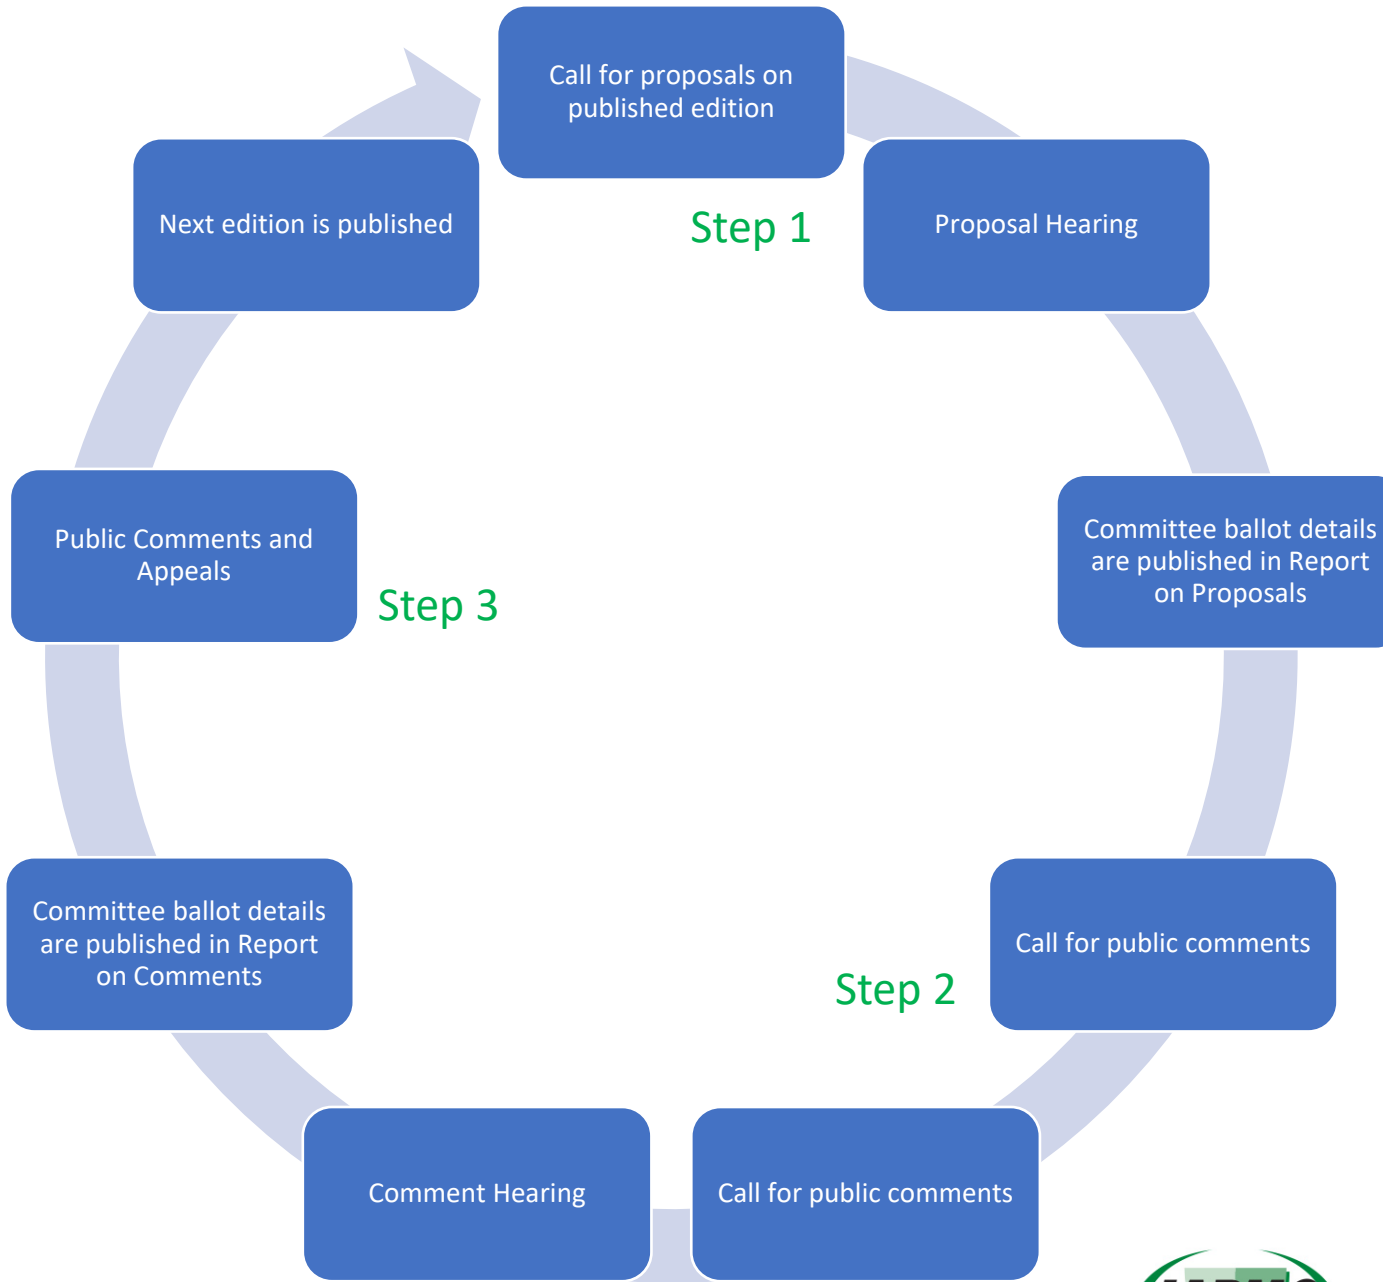 Call for proposals on
published edition
Step 1
Proposal Hearing
Committee ballot details
are published in Report
on Proposals
Call for public comments
Step 2
Call for public comments
Comment Hearing
Committee ballot details
are published in Report
on Comments
Public Comments and
Appeals
Step 3
Next edition is published